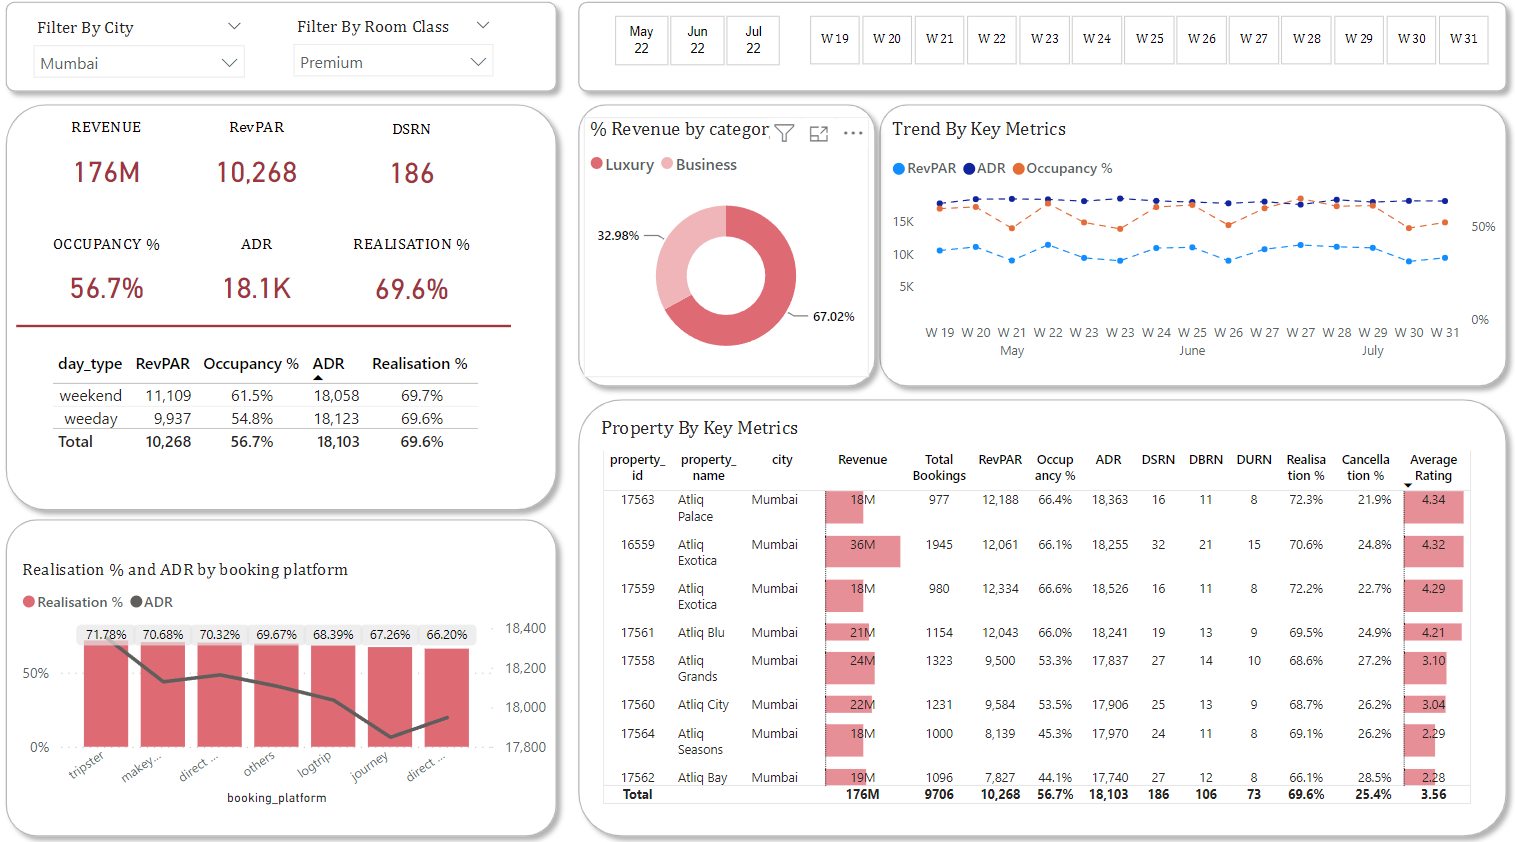 Filter By City
Mumbai
Filter By Room Class
Premium
May 22
Jun 22
Jul 22
W 19 W 20 W 21 W 22 W 23 W 24 W 25 W 26 W 27 W 28 W 29 W 30 W 31
REVENUE RevPAR DSRN
176M 10,268 186
OCCUPANCY % ADR REALISATION %
56.7% 18.1K 69.6%
day_type RevPAR Occupancy % ADR Realisation %
weekend 11,109 61.5% 18,058 69.7%
weeday 9,937 54.8% 18,123 69.6%
Total 10,268 56.7% 18,103 69.6%
% Revenue by categor
Luxury Business
32.98%
67.02%
Trend By Key Metrics
RevPAR ADR Occupancy %
15K
10K
5K
50%
0%
W 19 W 20 W 21 W 22 W 23 W 23 W 24 W 25 W 26 W 27 W 27 W 28 W 29 W 30 W 31
May June July
Realisation % and ADR by booking platform
Realisation % ADR
71.78% 70.68% 70.32% 69.67% 68.39% 67.26% 66.20%
50%
0%
18,400
18,200
18,000
17,800
tripster makey... direct ... others logtrip journey direct ...
booking_platform
Property By Key Metrics
property_ property_ city Revenue Total RevPAR Occup ADR DSRN DBRN DURN Realisa Cancella Average
id name Bookings ancy % tion % tion % Rating
17563 Atliq Mumbai 18M 977 12,188 66.4% 18,363 16 11 8 72.3% 21.9% 4.34
Palace
16559 Atliq Mumbai 36M 1945 12,061 66.1% 18,255 32 21 15 70.6% 24.8% 4.32
Exotica
17559 Atliq Mumbai 18M 980 12,334 66.6% 18,526 16 11 8 72.2% 22.7% 4.29
Exotica
17561 Atliq Blu Mumbai 21M 1154 12,043 66.0% 18,241 19 13 9 69.5% 24.9% 4.21
17558 Atliq Mumbai 24M 1323 9,500 53.3% 17,837 27 14 10 68.6% 27.2% 3.10
Grands
17560 Atliq City Mumbai 22M 1231 9,584 53.5% 17,906 25 13 9 68.7% 26.2% 3.04
17564 Atliq Mumbai 18M 1000 8,139 45.3% 17,970 24 11 8 69.1% 26.2% 2.29
Seasons
17562 Atliq Bay Mumbai 19M 1096 7,827 44.1% 17,740 27 12 8 66.1% 28.5% 2.28
Total 176M 9706 10,268 56.7% 18,103 186 106 73 69.6% 25.4% 3.56